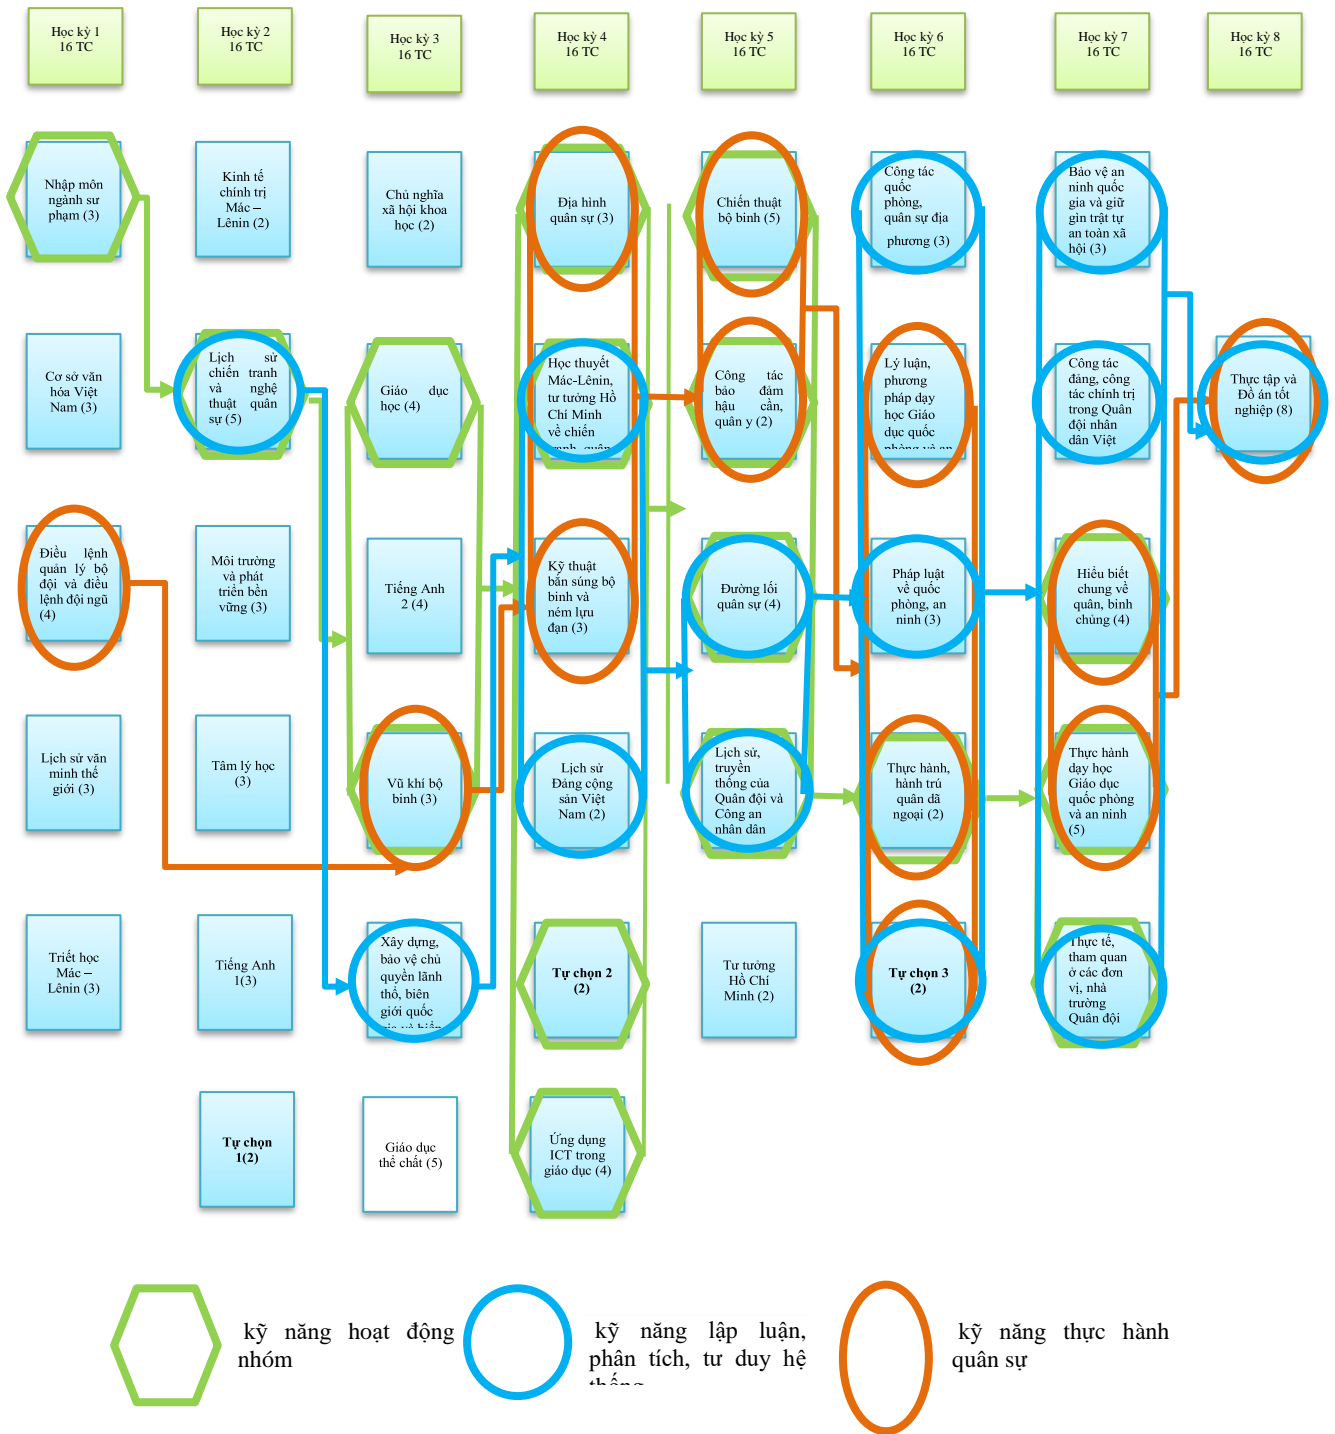 Học kỳ 1
16 TC
Học kỳ 2
16 TC
Học kỳ 3
16 TC
Học kỳ 4
16 TC
Học kỳ 5
16 TC
Học kỳ 6
16 TC
Học kỳ 7
16 TC
Học kỳ 8
16 TC
Nhập môn
ngành sư
phạm (3)
Kinh tế
chính trị
Mác –
Lênin (2)
Chủ nghĩa
xã hội khoa
học (2)
Địa hình
quân sự (3)
Chiến thuật
bộ binh (5)
Công tác
quốc
phòng,
quân sự địa
phương (3)
Bảo vệ an
ninh quốc
gia và giữ
gìn trật tự
an toàn xã
hội (3)
Cơ sở văn
hóa Việt
Nam (3)
Lịch sử
chiến tranh
và nghệ
thuật quân
sự (5)
Giáo dục
học (4)
Học thuyết
Mác-Lênin,
tư tưởng Hồ
Chí Minh
về chiến
tranh, quân
Công tác
bảo đảm
hậu cần,
quân y (2)
Lý luận,
phương
pháp dạy
học Giáo
dục quốc
phòng và an
Công tác
đảng, công
tác chính trị
trong Quân
đội nhân
dân Việt
Thực tập và
Đồ án tốt
nghiệp (8)
Điều lệnh
quản lý bộ
đội và điều
lệnh đội ngũ
(4)
Môi trường
và phát
triển bền
vững (3)
Tiếng Anh
2 (4)
Kỹ thuật
bắn súng bộ
binh và
ném lựu
đạn (3)
Đường lối
quân sự (4)
Pháp luật
về quốc
phòng, an
ninh (3)
Hiểu biết
chung về
quân, binh
chủng (4)
Lịch sử văn
minh thế
giới (3)
Tâm lý học
(3)
Vũ khí bộ
binh (3)
Lịch sử
Đảng cộng
sản Việt
Nam (2)
Lịch sử,
truyền
thống của
Quân đội và
Công an
nhân dân
Thực hành,
hành trú
quân dã
ngoại (2)
Thực hành
dạy học
Giáo dục
quốc phòng
và an ninh
(5)
Triết học
Mác –
Lênin (3)
Tiếng Anh
1(3)
Xây dựng,
bảo vệ chủ
quyền lãnh
thổ, biên
giới quốc
gia và biển
Tự chọn 2
(2)
Tư tưởng
Hồ Chí
Minh (2)
Tự chọn 3
(2)
Thực tế,
tham quan
ở các đơn
vị, nhà
trường
Quân đội
Tự chọn
1(2)
Giáo dục
thể chất (5)
Ứng dụng
ICT trong
giáo dục (4)
kỹ năng hoạt động
nhóm
kỹ năng lập luận,
phân tích, tư duy hệ
thống
kỹ năng thực hành
quân sự